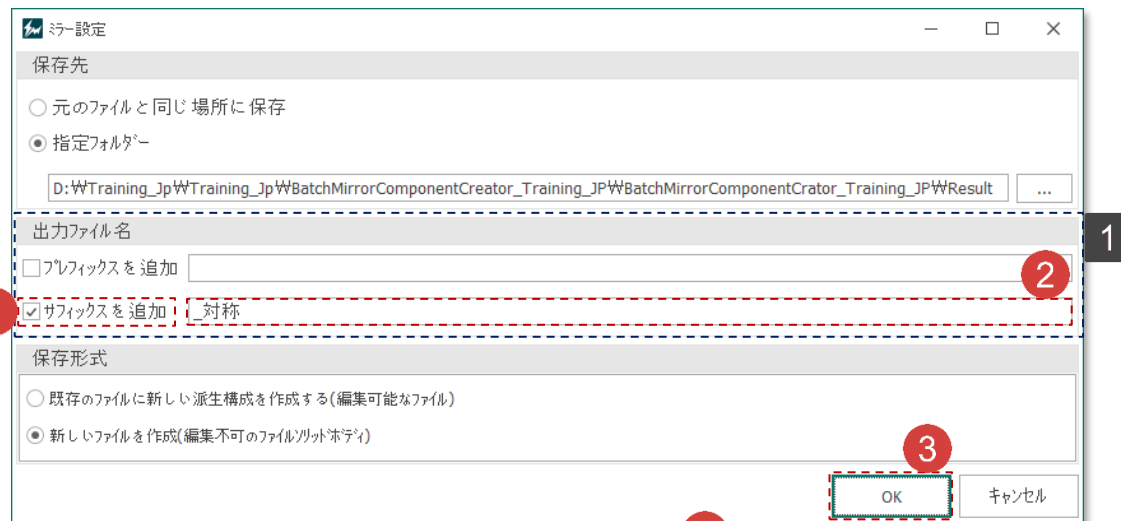 ミラー設定
保存先
元のファイルと同じ場所に保存
指定フォルダー
D:₩Training_Jp₩Training_Jp₩BatchMirrorComponentCreator_Training_JP₩BatchMirrorComponentCrator_Training_JP₩Result ...
出力ファイル名
1
プレフィックスを追加
2
サフィックスを追加 _対称
保存形式
既存のファイルに新しい派生構成を作成する(編集可能なファイル)
新しいファイルを作成(編集不可のファイルソリッドボディ)
3
OK キャンセル